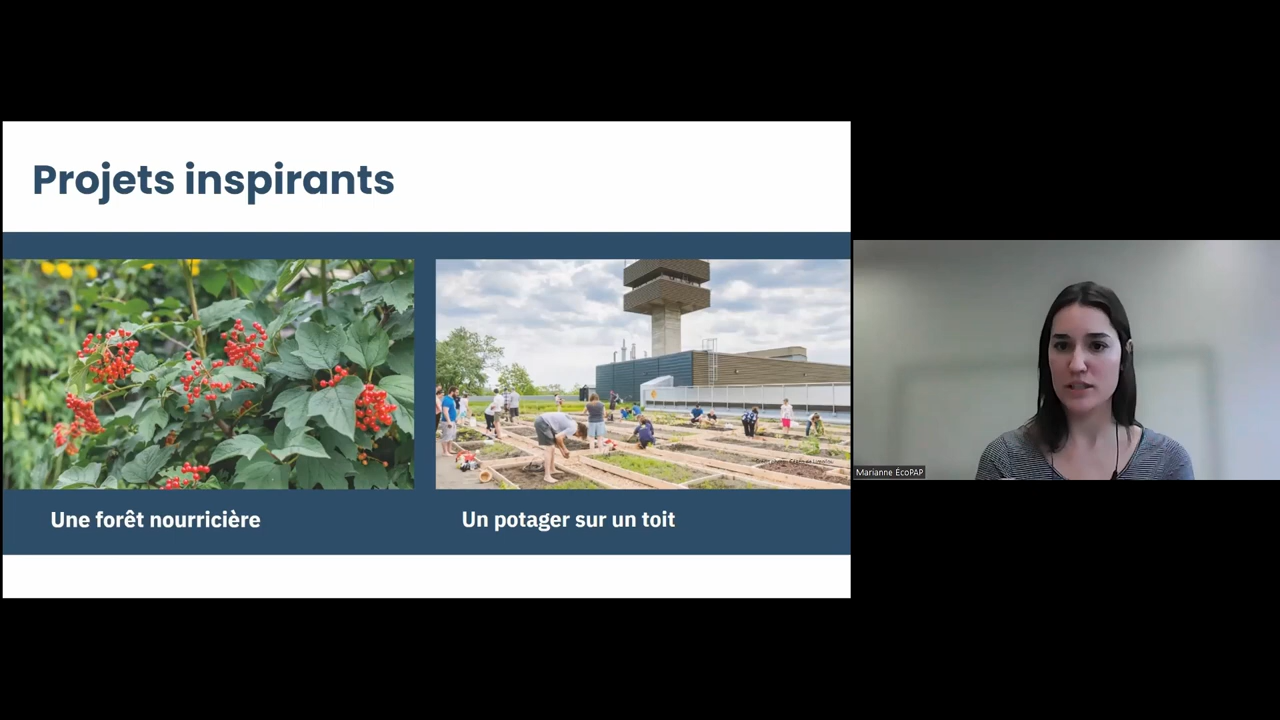 Projets inspirants
Une forêt nourricière
Un potager sur un toit
Marianne ÉcoPAP